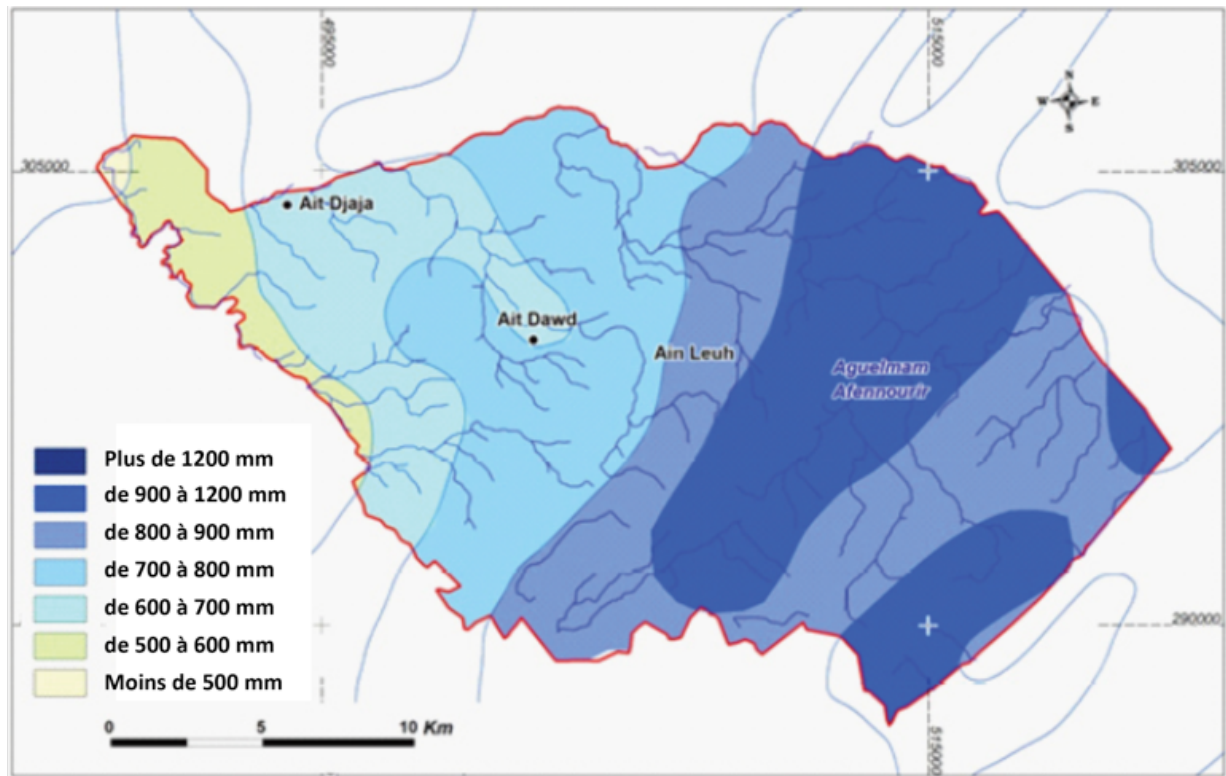 495000
515000
N
W E
S
305000
305000
Ait Djaja
Ait Dawd
Ain Leuh
Aguelmam
Afennourir
Plus de 1200 mm
de 900 à 1200 mm
de 800 à 900 mm
de 700 à 800 mm
de 600 à 700 mm
de 500 à 600 mm
Moins de 500 mm
290000
0 5 10 Km
515000